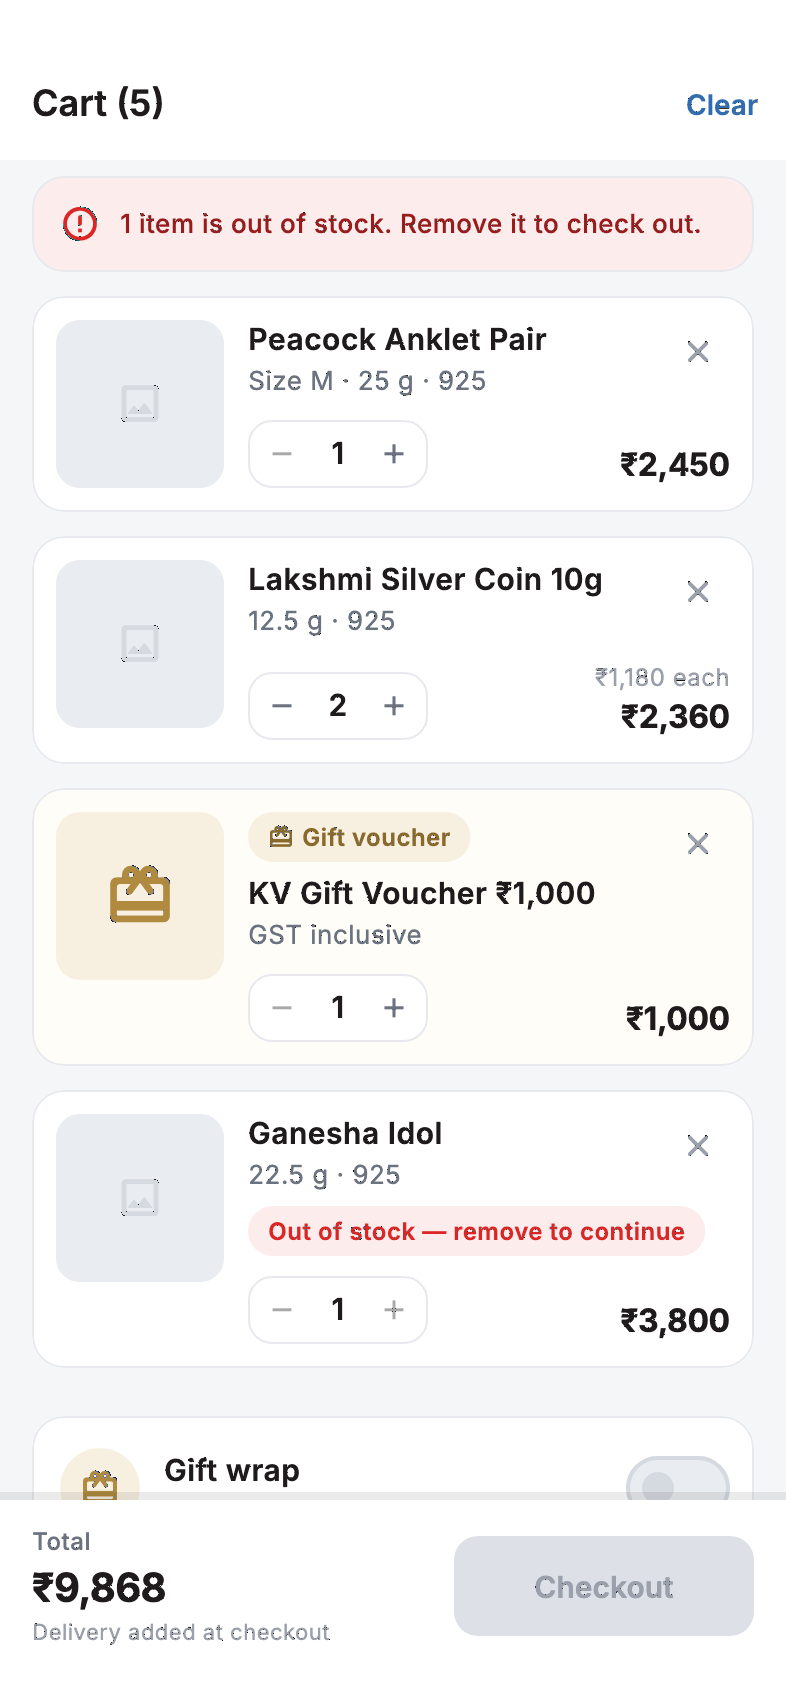 Cart (5)
Clear
1 item is out of stock. Remove it to check out.
Peacock Anklet Pair
Size M · 25 g · 925
1
₹2,450
Lakshmi Silver Coin 10g
12.5 g · 925
₹1,180 each
2
₹2,360
Gift voucher
KV Gift Voucher ₹1,000
GST inclusive
1
₹1,000
Ganesha Idol
22.5 g · 925
Out of stock — remove to continue
1
₹3,800
Gift wrap
Total
₹9,868
Delivery added at checkout
Checkout